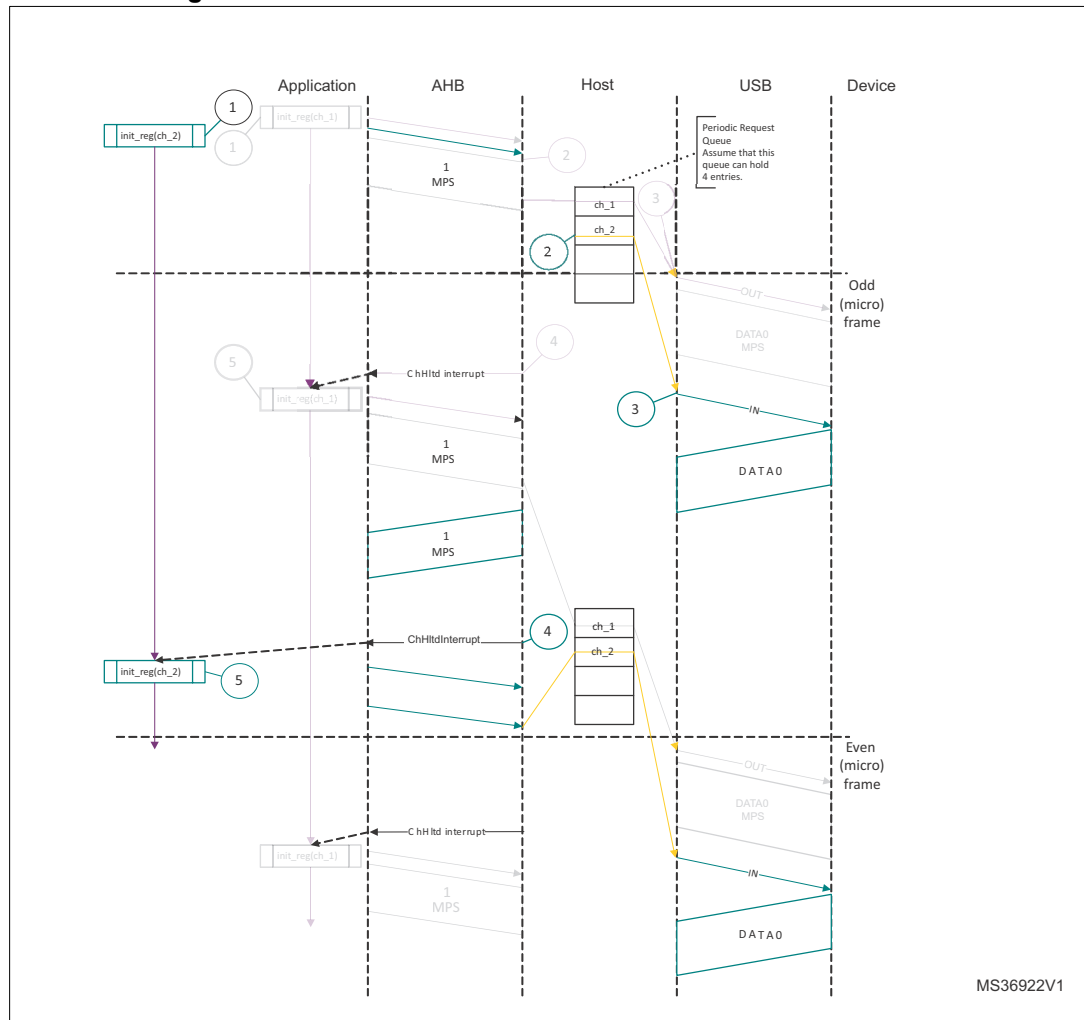 Application
AHB
Host
USB
Device
1
init_reg(ch_1)
init_reg(ch_2)
1
2
1
MPS
Periodic Request
Queue
Assume that this
queue can hold
4 entries.
3
ch_1
ch_2
2
Odd
(micro)
frame
OUT
DATA0
MPS
4
5
ChHltd interrupt
init_reg(ch_1)
3
IN
1
MPS
DATA0
1
MPS
4
ch_1
ChHltdInterrupt
ch_2
init_reg(ch_2)
5
Even
(micro)
frame
OUT
DATA0
MPS
ChHltd interrupt
init_reg(ch_1)
IN
1
MPS
DATA0
MS36922V1